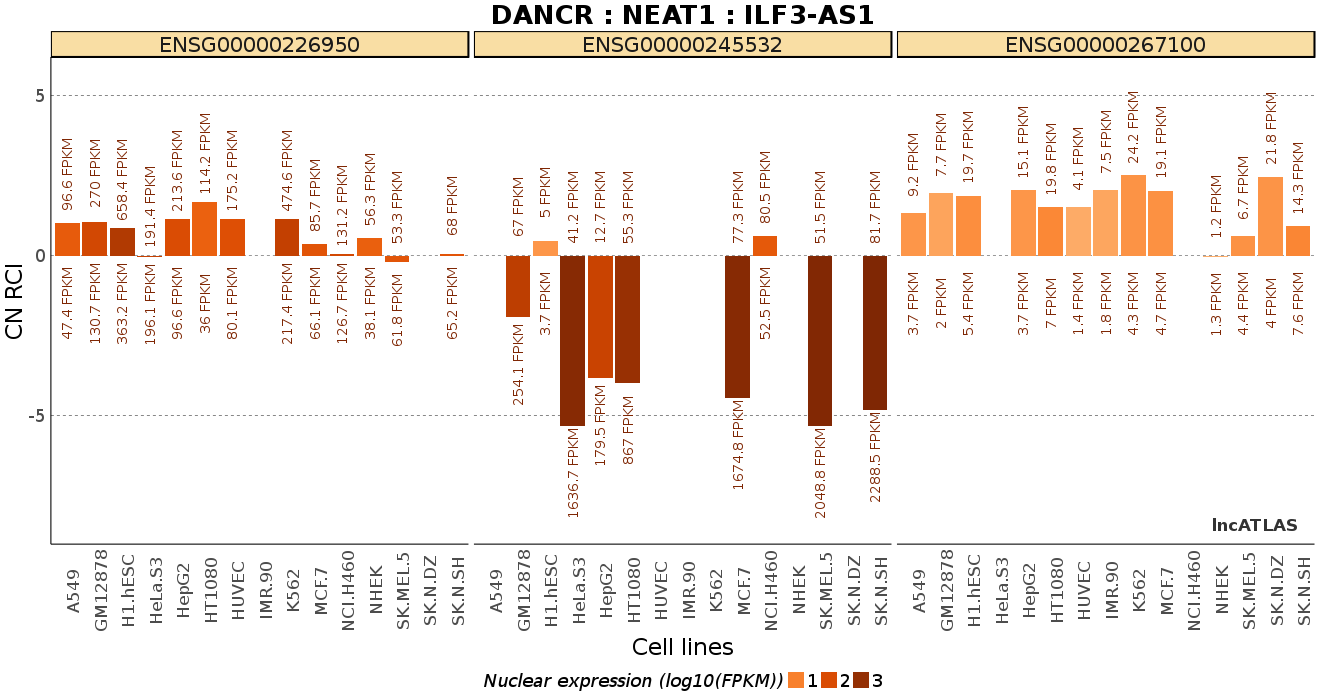 DANCR : NEAT1 : ILF3-AS1
ENSG00000226950
ENSG00000245532
ENSG00000267100
CN RCI
5
0
-5
96.6 FPKM
270 FPKM
658.4 FPKM
191.4 FPKM
213.6 FPKM
114.2 FPKM
175.2 FPKM
474.6 FPKM
85.7 FPKM
131.2 FPKM
56.3 FPKM
53.3 FPKM
68 FPKM
47.4 FPKM
130.7 FPKM
363.2 FPKM
196.1 FPKM
96.6 FPKM
36 FPKM
80.1 FPKM
217.4 FPKM
66.1 FPKM
126.7 FPKM
38.1 FPKM
61.8 FPKM
65.2 FPKM
67 FPKM
5 FPKM
41.2 FPKM
12.7 FPKM
55.3 FPKM
77.3 FPKM
80.5 FPKM
51.5 FPKM
81.7 FPKM
254.1 FPKM
3.7 FPKM
1636.7 FPKM
179.5 FPKM
867 FPKM
1674.8 FPKM
52.5 FPKM
2048.8 FPKM
2288.5 FPKM
9.2 FPKM
7.7 FPKM
19.7 FPKM
15.1 FPKM
19.8 FPKM
4.1 FPKM
7.5 FPKM
24.2 FPKM
19.1 FPKM
1.2 FPKM
6.7 FPKM
21.8 FPKM
14.3 FPKM
3.7 FPKM
2 FPKM
5.4 FPKM
3.7 FPKM
7 FPKM
1.4 FPKM
1.8 FPKM
4.3 FPKM
4.7 FPKM
1.3 FPKM
4.4 FPKM
4 FPKM
7.6 FPKM
lncATLAS
A549
GM12878
H1.hESC
HeLa.S3
HepG2
HT1080
HUVEC
IMR.90
K562
MCF.7
NCI.H460
NHEK
SK.MEL.5
SK.N.DZ
SK.N.SH
A549
GM12878
H1.hESC
HeLa.S3
HepG2
HT1080
HUVEC
IMR.90
K562
MCF.7
NCI.H460
NHEK
SK.MEL.5
SK.N.DZ
SK.N.SH
A549
GM12878
H1.hESC
HeLa.S3
HepG2
HT1080
HUVEC
IMR.90
K562
MCF.7
NCI.H460
NHEK
SK.MEL.5
SK.N.DZ
SK.N.SH
Cell lines
Nuclear expression (log10(FPKM)) 1 2 3